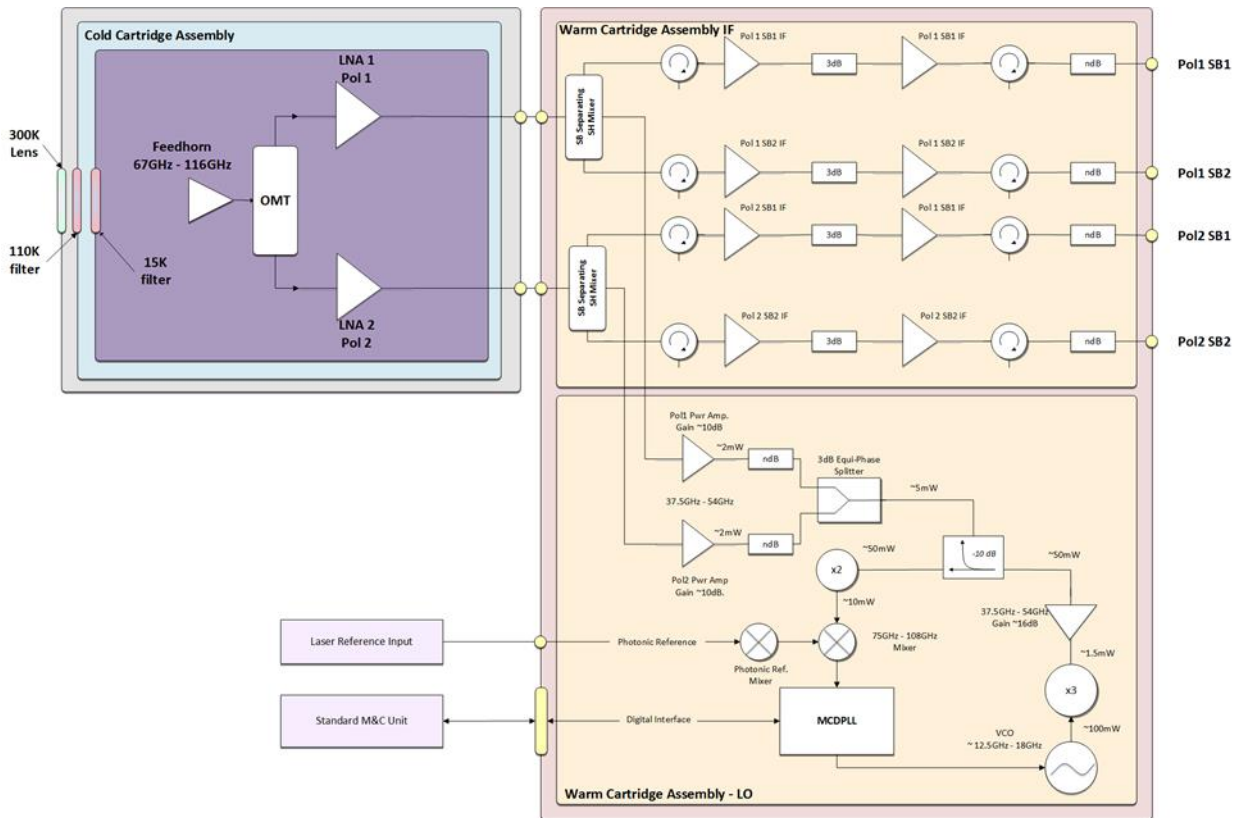 Cold Cartridge Assembly
LNA 1
Pol 1
300K
Lens
Feedhorn
67GHz - 116GHz
OMT
110K
filter
15K
filter
LNA 2
Pol 2
Warm Cartridge Assembly IF
Pol 1 SB1 IF
3dB
Pol 1 SB1 IF
ndB
Pol1 SB1
SB Separating
SH Mixer
Pol 1 SB2 IF
3dB
Pol 1 SB2 IF
ndB
Pol1 SB2
Pol 2 SB1 IF
3dB
Pol 1 SB1 IF
ndB
Pol2 SB1
SB Separating
SH Mixer
Pol 2 SB2 IF
3dB
Pol 2 SB2 IF
ndB
Pol2 SB2
Pol1 Pwr Amp.
Gain ~10dB
~2mW
ndB
3dB Equi-Phase
Splitter
~5mW
37.5GHz - 54GHz
~2mW
ndB
Pol2 Pwr Amp
Gain ~10dB.
-10 dB
~50mW
~50mW
x2
~10mW
37.5GHz - 54GHz
Gain ~16dB
~1.5mW
Laser Reference Input
Photonic Reference
Photonic Ref.
Mixer
75GHz - 108GHz
Mixer
x3
~100mW
Standard M&C Unit
Digital Interface
MCDPLL
VCO
~ 12.5GHz - 18GHz
Warm Cartridge Assembly - LO